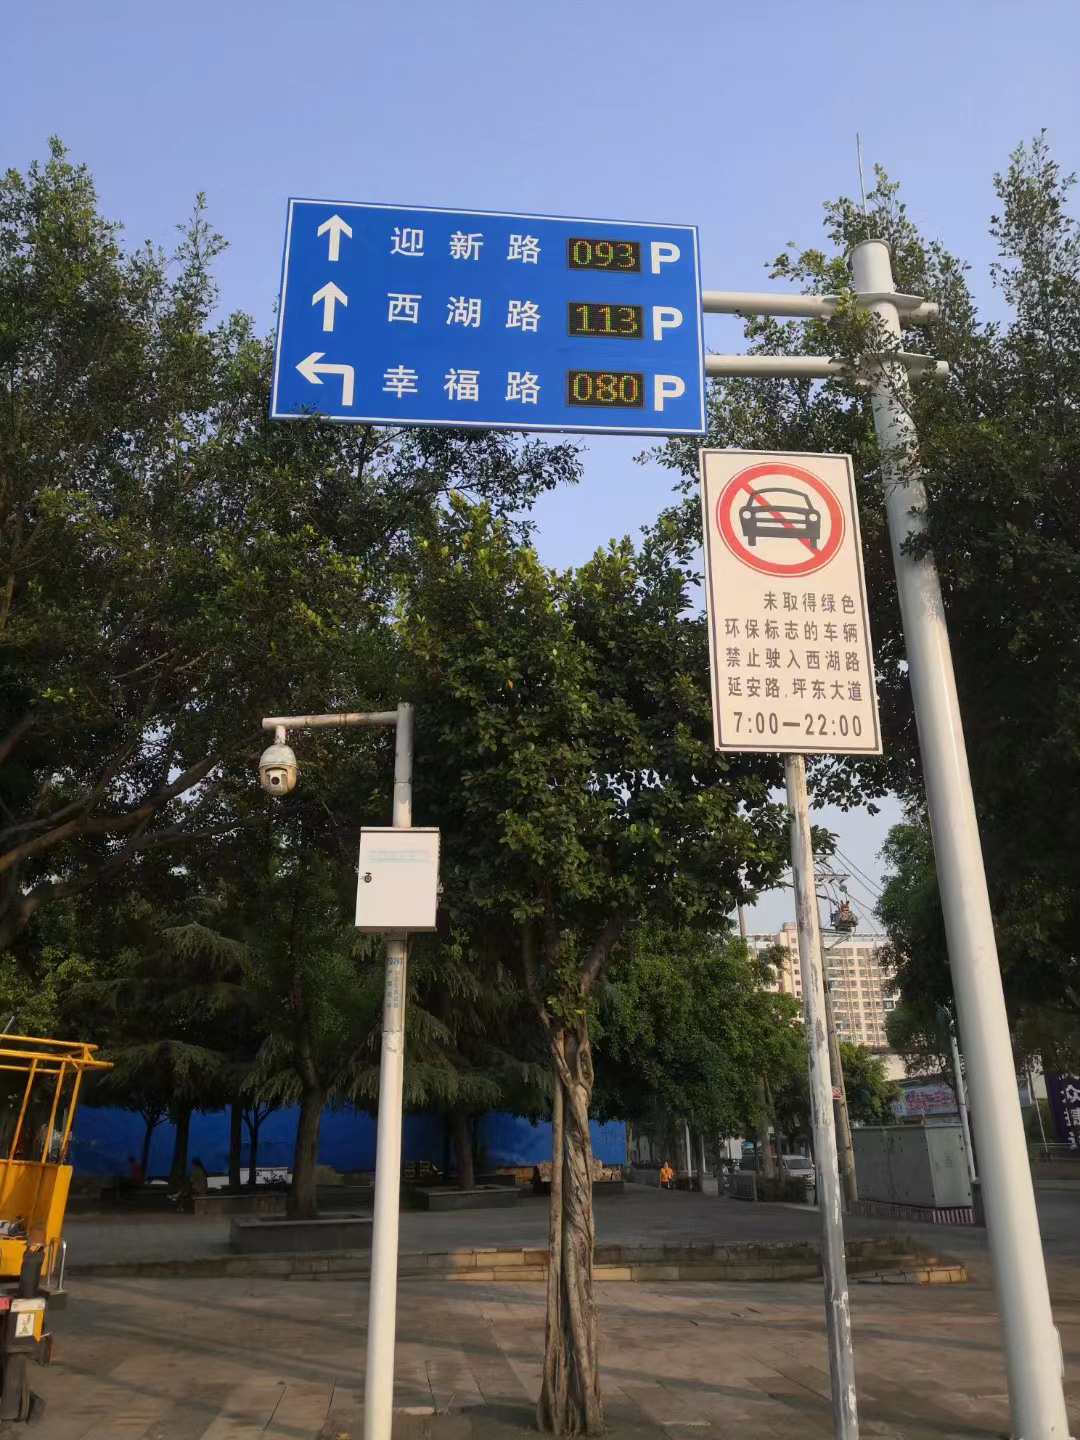 迎新路 093 P
西湖路 113 P
幸福路 080 P
未取得绿色
环保标志的车辆
禁止驶入西湖路
延安路.坪东大道
7:00—22:00